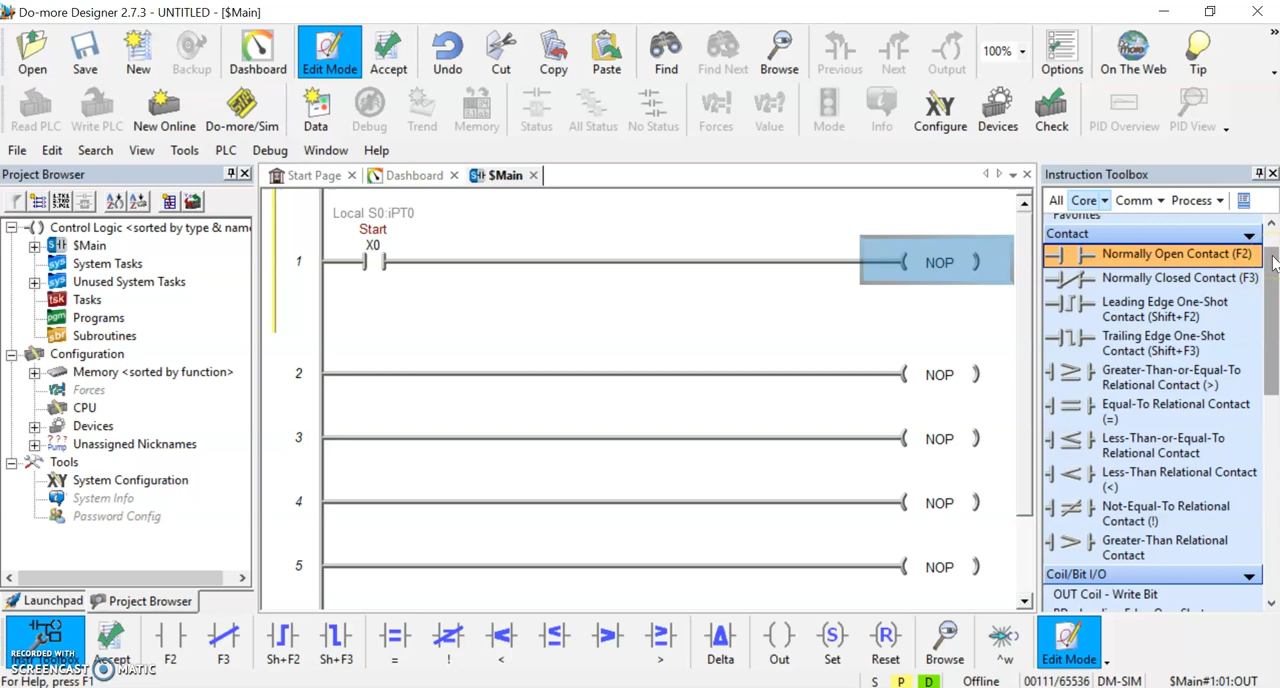 Do-more Designer 2.7.3 - UNTITLED - [$Main]
Open Save New Backup Dashboard Edit Mode Accept Undo Cut Copy Paste Find Find Next Browse Previous Next Output 100% Options On The Web Tip
Read PLC Write PLC New Online Do-more/Sim Data Debug Trend Memory Status All Status No Status Forces Value Mode Info Configure Devices Check PID Overview PID View
File Edit Search View Tools PLC Debug Window Help
Project Browser
Start Page Dashboard $Main
Instruction Toolbox
All Core Comm Process
Control Logic <sorted by type & name
$Main
System Tasks
Unused System Tasks
Tasks
Programs
Subroutines
Configuration
Memory <sorted by function>
Forces
CPU
Devices
Unassigned Nicknames
Tools
System Configuration
System Info
Password Config
Launchpad Project Browser
Local S0:iPT0
Start
X0
1 NOP
2 NOP
3 NOP
4 NOP
5 NOP
Favorites
Contact
Normally Open Contact (F2)
Normally Closed Contact (F3)
Leading Edge One-Shot
Contact (Shift+F2)
Trailing Edge One-Shot
Contact (Shift+F3)
Greater-Than-or-Equal-To
Relational Contact (>)
Equal-To Relational Contact
(=)
Less-Than-or-Equal-To
Relational Contact
Less-Than Relational Contact
(<)
Not-Equal-To Relational
Contact (!)
Greater-Than Relational
Contact
Coil/Bit I/O
OUT Coil - Write Bit
Accept F2 F3 Sh+F2 Sh+F3 = ! < > Delta Out Set Reset Browse ^w Edit Mode
RECORDED WITH
SCREENCAST MATIC
For Help, press F1
S P D Offline 00111/65536 DM-SIM $Main#1:01:OUT